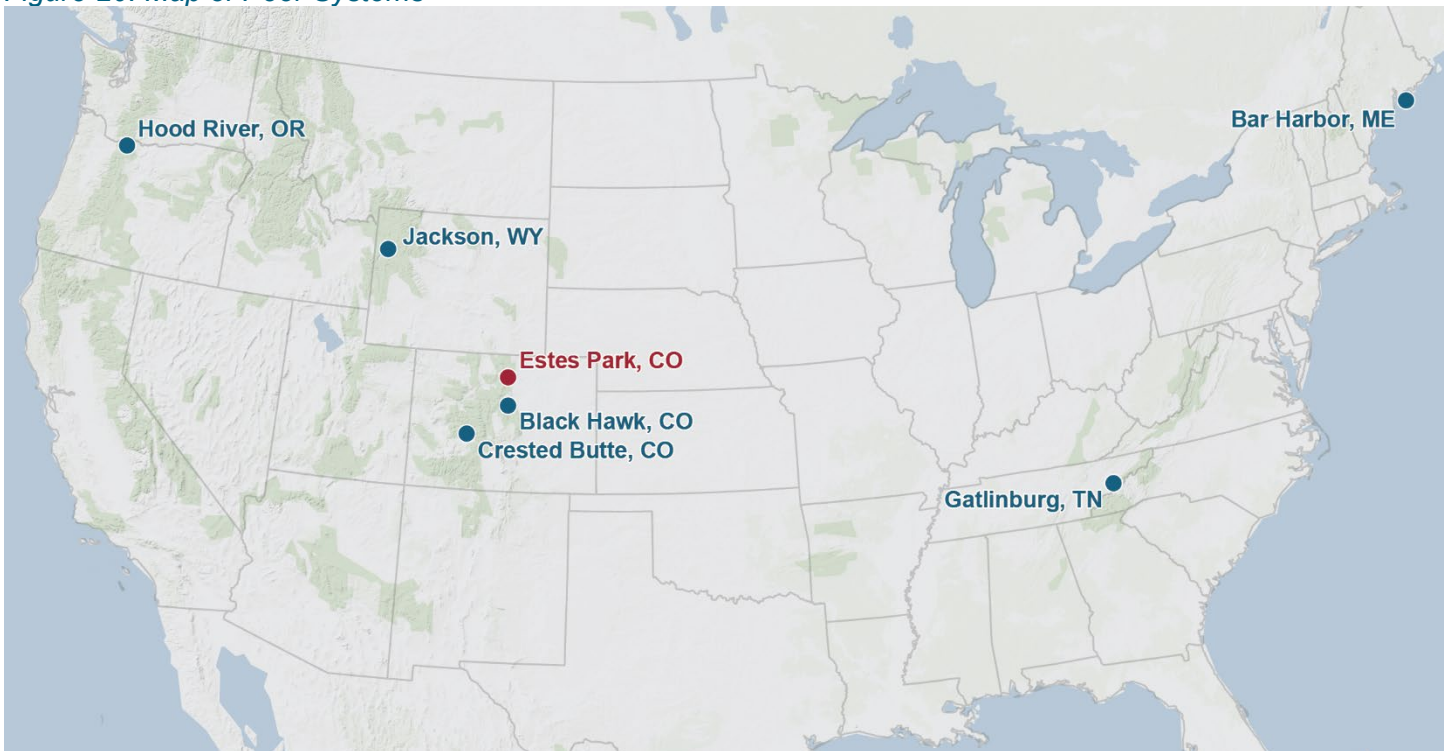 Bar Harbor, ME
Hood River, OR
Jackson, WY
Estes Park, CO
Black Hawk, CO
Crested Butte, CO
Gatlinburg, TN